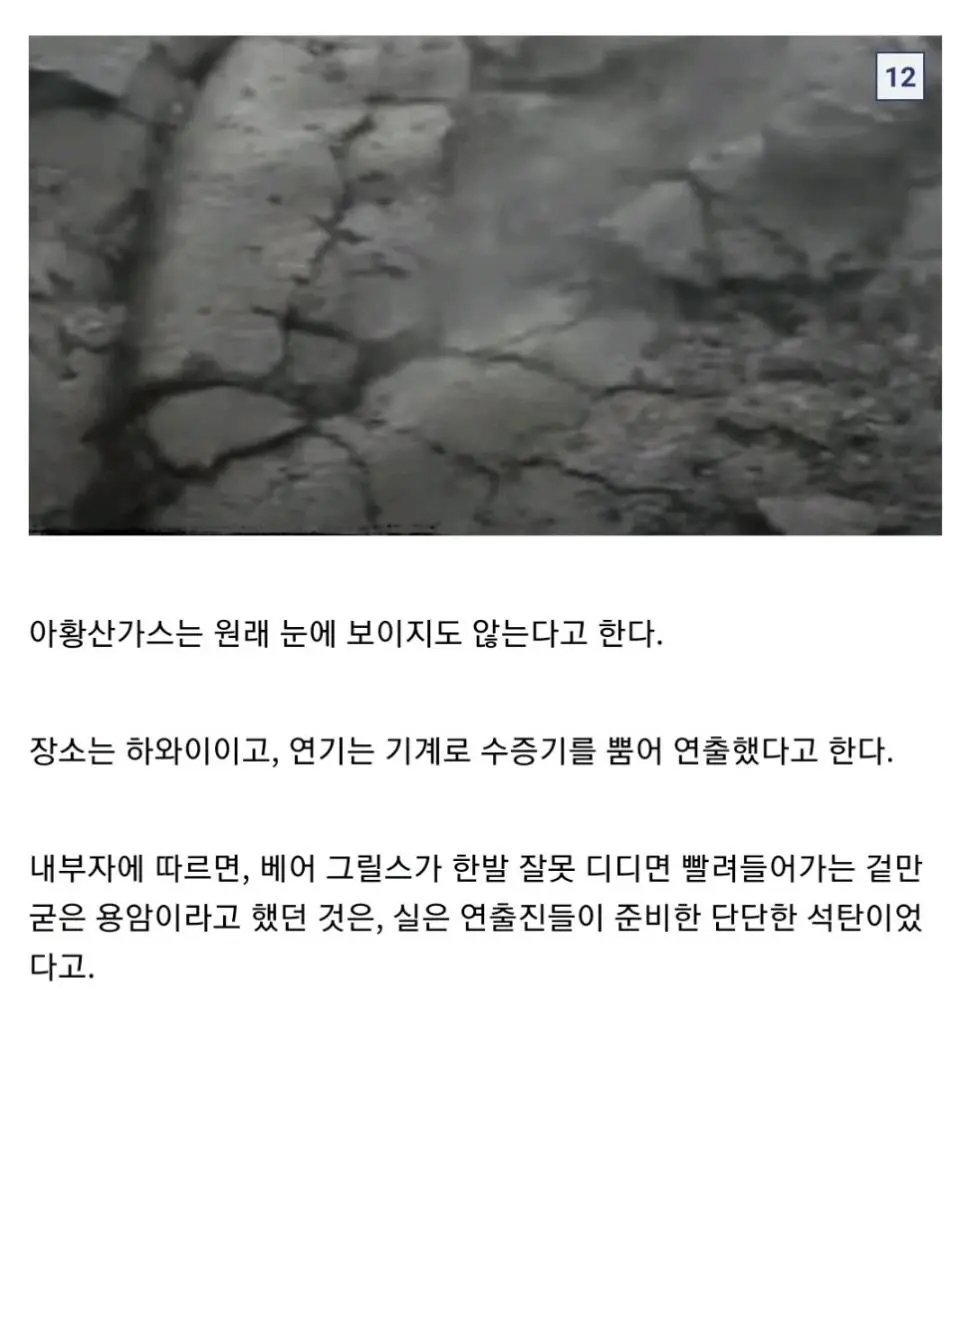 12
아황산가스는 원래 눈에 보이지도 않는다고 한다.
장소는 하와이이고, 연기는 기계로 수증기를 뿜어 연출했다고 한다.
내부자에 따르면, 베어 그릴스가 한발 잘못 디디면 빨려들어가는 겉만
굳은 용암이라고 했던 것은, 실은 연출진들이 준비한 단단한 석탄이었
다고.